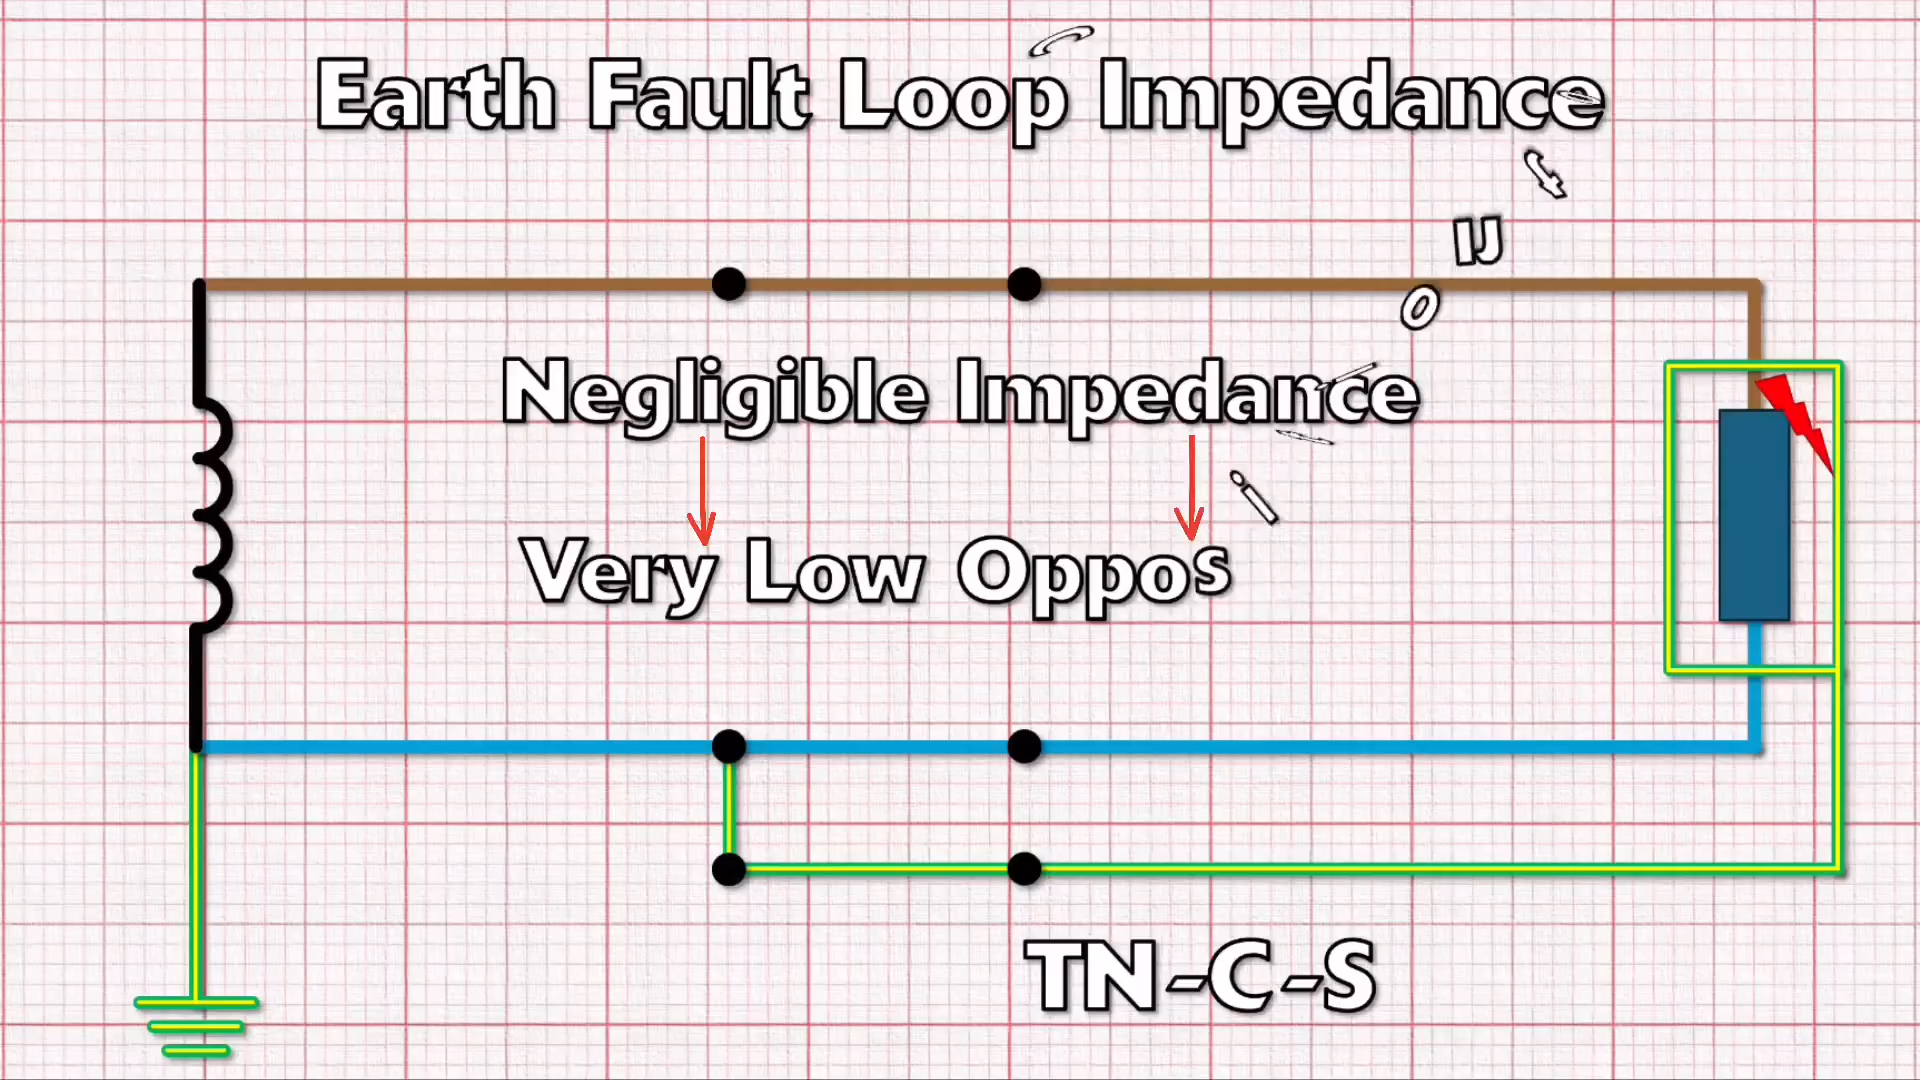 Earth Fault Loop Impedance
Negligible Impedance
Very Low Oppos
TN-C-S